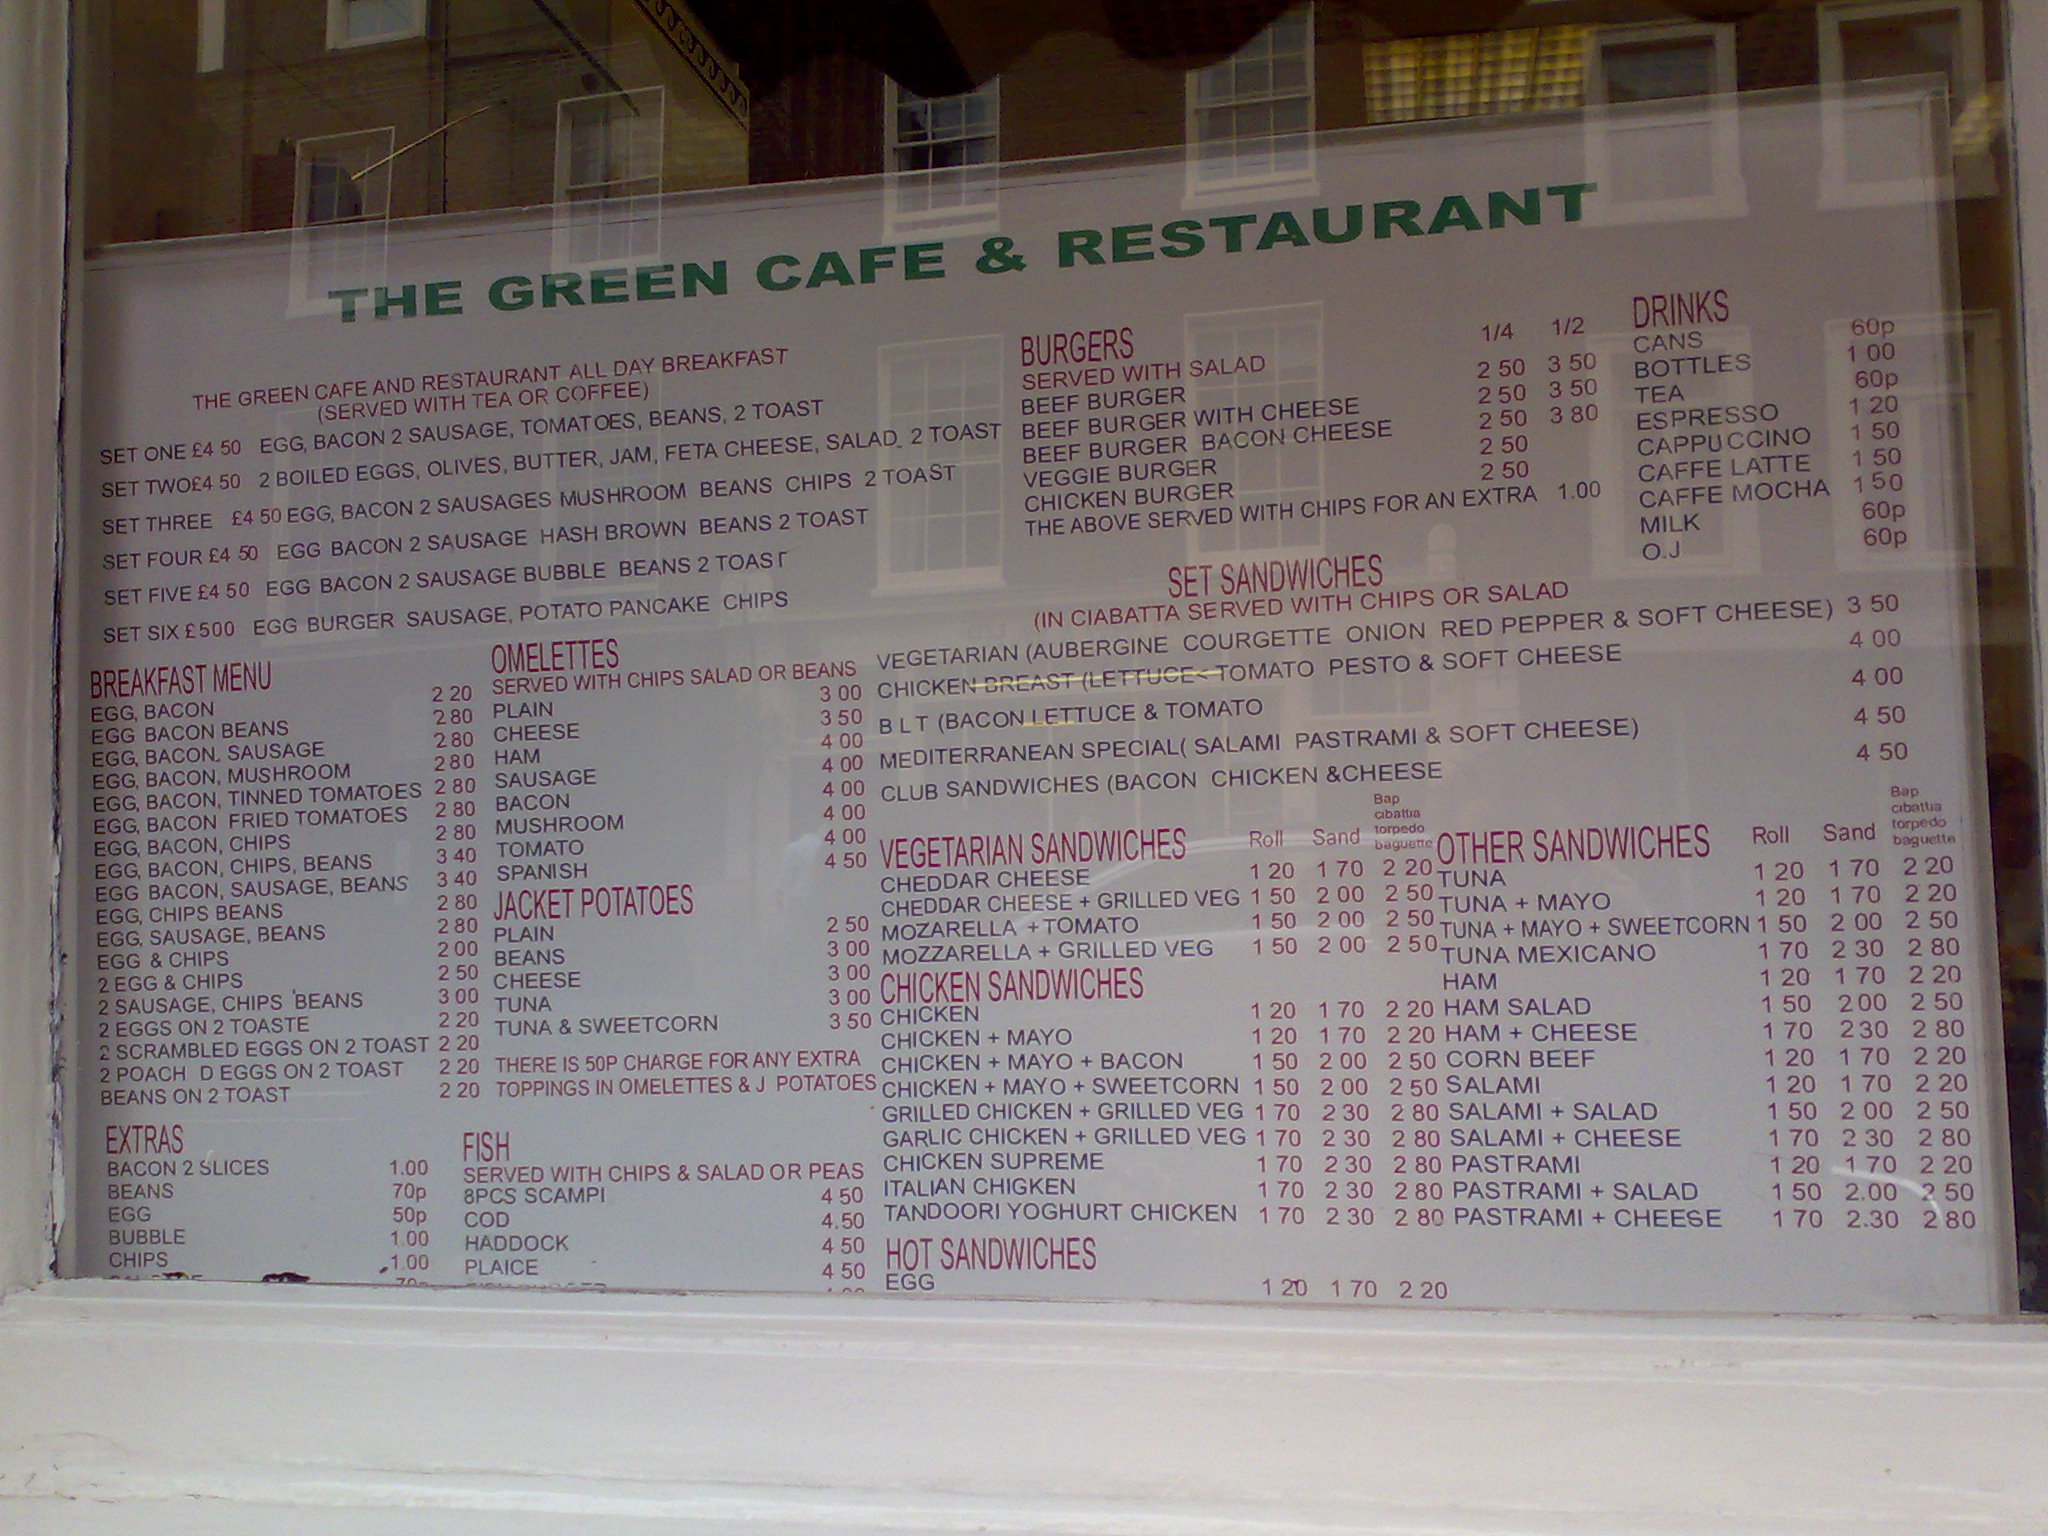 THE GREEN CAFE & RESTAURANT
THE GREEN CAFE AND RESTAURANT ALL DAY BREAKFAST
(SERVED WITH TEA OR COFFEE)
SET ONE £4 50 EGG, BACON 2 SAUSAGE, TOMATOES, BEANS, 2 TOAST
SET TWO£4 50 2 BOILED EGGS, OLIVES, BUTTER, JAM, FETA CHEESE, SALAD. 2 TOAST
SET THREE £4 50 EGG, BACON 2 SAUSAGES MUSHROOM BEANS CHIPS 2 TOAST
SET FOUR £4 50 EGG BACON 2 SAUSAGE HASH BROWN BEANS 2 TOAST
SET FIVE £4 50 EGG BACON 2 SAUSAGE BUBBLE BEANS 2 TOAST
SET SIX £500 EGG BURGER SAUSAGE, POTATO PANCAKE CHIPS
BURGERS 1/4 1/2
SERVED WITH SALAD
BEEF BURGER 2 50 3 50
BEEF BURGER WITH CHEESE 2 50 3 50
BEEF BURGER BACON CHEESE 2 50 3 80
VEGGIE BURGER 2 50
CHICKEN BURGER 2 50
THE ABOVE SERVED WITH CHIPS FOR AN EXTRA 1.00
DRINKS
CANS 60p
BOTTLES 1 00
TEA 60p
ESPRESSO 1 20
CAPPUCCINO 1 50
CAFFE LATTE 1 50
CAFFE MOCHA 1 50
MILK 60p
O.J 60p
SET SANDWICHES
(IN CIABATTA SERVED WITH CHIPS OR SALAD
VEGETARIAN (AUBERGINE COURGETTE ONION RED PEPPER & SOFT CHEESE) 3 50
CHICKEN BREAST (LETTUCE< TOMATO PESTO & SOFT CHEESE 4 00
B L T (BACON LETTUCE & TOMATO 4 00
MEDITERRANEAN SPECIAL( SALAMI PASTRAMI & SOFT CHEESE) 4 50
CLUB SANDWICHES (BACON CHICKEN &CHEESE 4 50
BREAKFAST MENU
EGG, BACON 2 20
EGG BACON BEANS 2 80
EGG, BACON. SAUSAGE 2 80
EGG, BACON, MUSHROOM 2 80
EGG, BACON, TINNED TOMATOES 2 80
EGG, BACON FRIED TOMATOES 2 80
EGG, BACON, CHIPS 2 80
EGG, BACON, CHIPS, BEANS 3 40
EGG BACON, SAUSAGE, BEANS 3 40
EGG, CHIPS BEANS 2 80
EGG, SAUSAGE, BEANS 2 80
EGG & CHIPS 2 00
2 EGG & CHIPS 2 50
2 SAUSAGE, CHIPS BEANS 3 00
2 EGGS ON 2 TOASTE 2 20
2 SCRAMBLED EGGS ON 2 TOAST 2 20
2 POACH D EGGS ON 2 TOAST 2 20
BEANS ON 2 TOAST 2 20
EXTRAS
BACON 2 SLICES 1.00
BEANS 70p
EGG 50p
BUBBLE 1.00
CHIPS 1.00
OMELETTES
SERVED WITH CHIPS SALAD OR BEANS
PLAIN 3 00
CHEESE 3 50
HAM 4 00
SAUSAGE 4 00
BACON 4 00
MUSHROOM 4 00
TOMATO 4 00
SPANISH 4 50
JACKET POTATOES
PLAIN 2 50
BEANS 3 00
CHEESE 3 00
TUNA 3 00
TUNA & SWEETCORN 3 50
THERE IS 50P CHARGE FOR ANY EXTRA
TOPPINGS IN OMELETTES & J POTATOES
FISH
SERVED WITH CHIPS & SALAD OR PEAS
8PCS SCAMPI 4 50
COD 4.50
HADDOCK 4 50
PLAICE 4 50
VEGETARIAN SANDWICHES Roll Sand Bap cibattia torpedo baguette
CHEDDAR CHEESE 1 20 1 70 2 20
CHEDDAR CHEESE + GRILLED VEG 1 50 2 00 2 50
MOZARELLA + TOMATO 1 50 2 00 2 50
MOZZARELLA + GRILLED VEG 1 50 2 00 2 50
CHICKEN SANDWICHES
CHICKEN 1 20 1 70 2 20
CHICKEN + MAYO 1 20 1 70 2 20
CHICKEN + MAYO + BACON 1 50 2 00 2 50
CHICKEN + MAYO + SWEETCORN 1 50 2 00 2 50
GRILLED CHICKEN + GRILLED VEG 1 70 2 30 2 80
GARLIC CHICKEN + GRILLED VEG 1 70 2 30 2 80
CHICKEN SUPREME 1 70 2 30 2 80
ITALIAN CHIGKEN 1 70 2 30 2 80
TANDOORI YOGHURT CHICKEN 1 70 2 30 2 80
HOT SANDWICHES
EGG 1 20 1 70 2 20
OTHER SANDWICHES Roll Sand Bap cibattia torpedo baguette
TUNA 1 20 1 70 2 20
TUNA + MAYO 1 20 1 70 2 20
TUNA + MAYO + SWEETCORN 1 50 2 00 2 50
TUNA MEXICANO 1 70 2 30 2 80
HAM 1 20 1 70 2 20
HAM SALAD 1 50 2 00 2 50
HAM + CHEESE 1 70 2 30 2 80
CORN BEEF 1 20 1 70 2 20
SALAMI 1 20 1 70 2 20
SALAMI + SALAD 1 50 2 00 2 50
SALAMI + CHEESE 1 70 2 30 2 80
PASTRAMI 1 20 1 70 2 20
PASTRAMI + SALAD 1 50 2.00 2 50
PASTRAMI + CHEESE 1 70 2.30 2 80